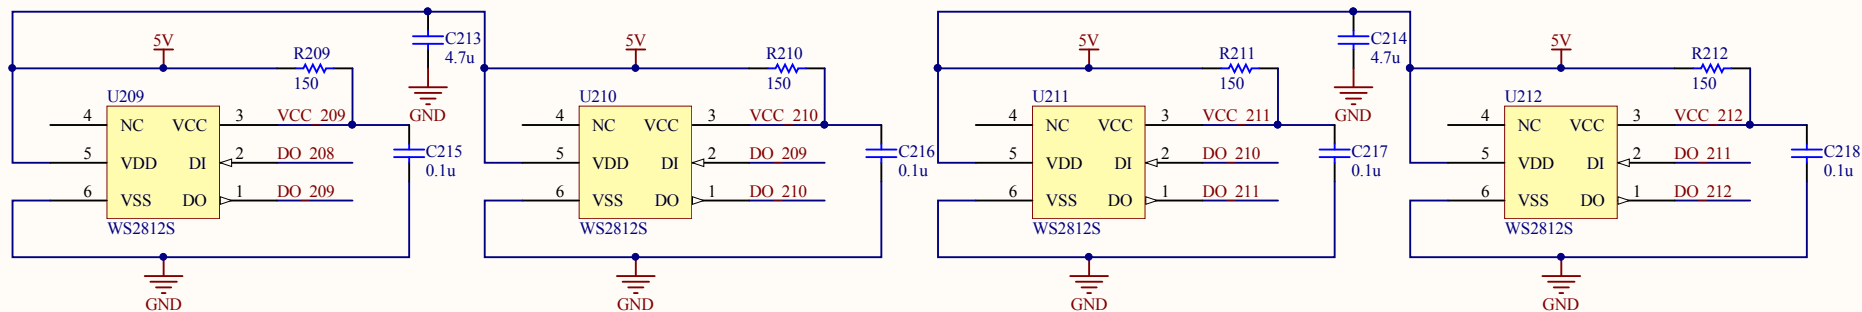 5V
R209
150
C213
4.7u
GND
U209
4 NC VCC 3 VCC_209
5 VDD DI 2 DO_208
6 VSS DO 1 DO_209
WS2812S
C215
0.1u
GND
5V
R210
150
U210
4 NC VCC 3 VCC_210
5 VDD DI 2 DO_209
6 VSS DO 1 DO_210
WS2812S
C216
0.1u
GND
5V
R211
150
C214
4.7u
GND
U211
4 NC VCC 3 VCC_211
5 VDD DI 2 DO_210
6 VSS DO 1 DO_211
WS2812S
C217
0.1u
GND
5V
R212
150
U212
4 NC VCC 3 VCC_212
5 VDD DI 2 DO_211
6 VSS DO 1 DO_212
WS2812S
C218
0.1u
GND